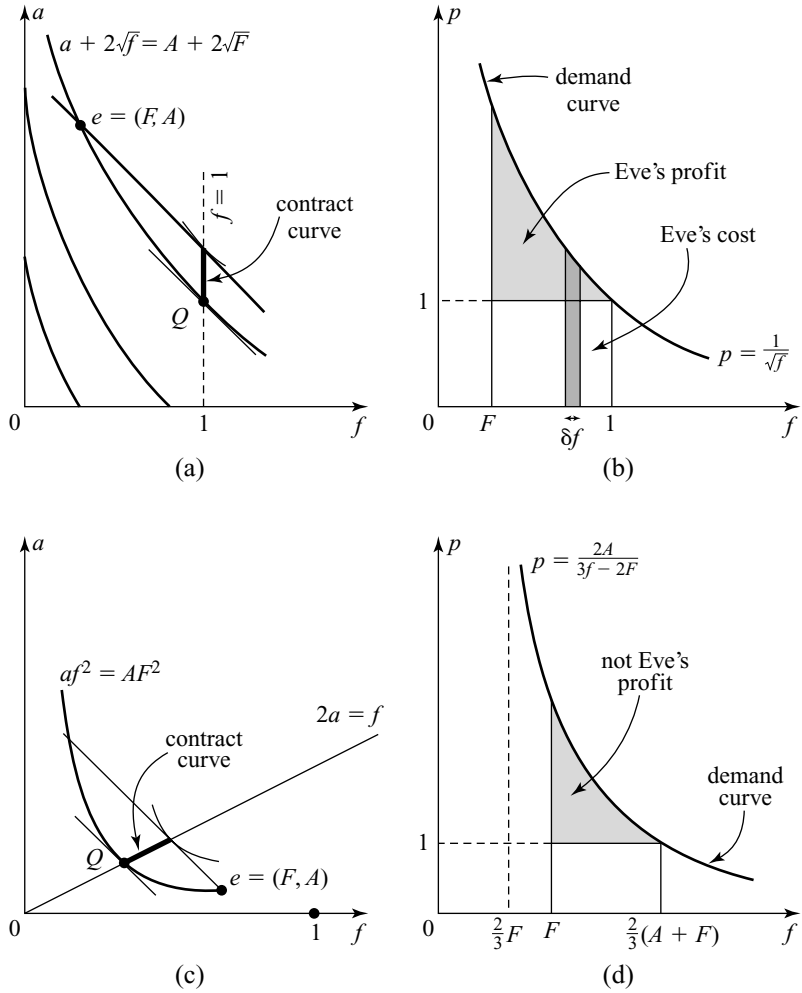 a
a + 2√f = A + 2√F
e = (F, A)
f = 1
contract
curve
Q
0
1
f
(a)
p
demand
curve
Eve's profit
Eve's cost
1
p = 1/√f
0
F
δf
1
f
(b)
a
af² = AF²
2a = f
contract
curve
Q
e = (F, A)
0
1
f
(c)
p
p = 2A/(3f − 2F)
not Eve's
profit
demand
curve
1
0
2/3 F
F
2/3 (A + F)
f
(d)